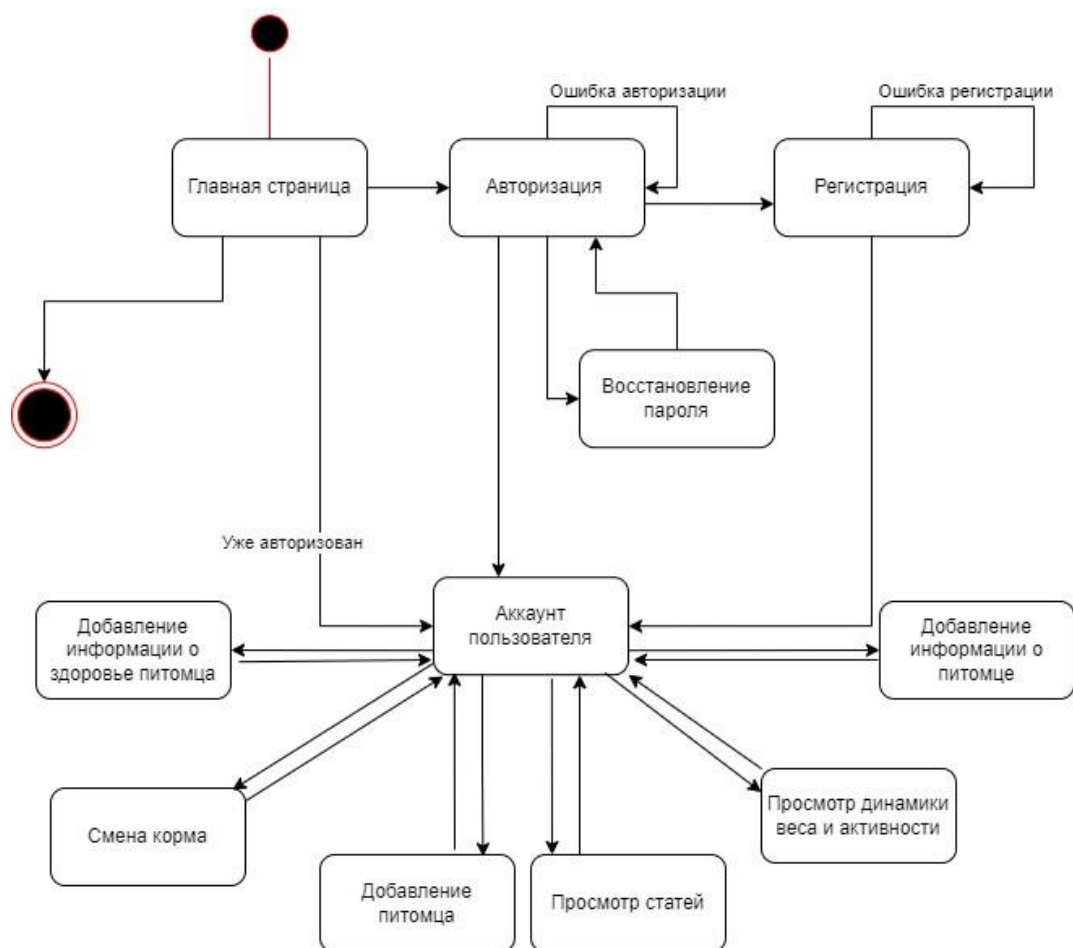 Ошибка авторизации
Ошибка регистрации
Главная страница
Авторизация
Регистрация
Восстановление
пароля
Уже авторизован
Аккаунт
пользователя
Добавление
информации о
здоровье питомца
Добавление
информации о
питомце
Смена корма
Просмотр динамики
веса и активности
Добавление
питомца
Просмотр статей